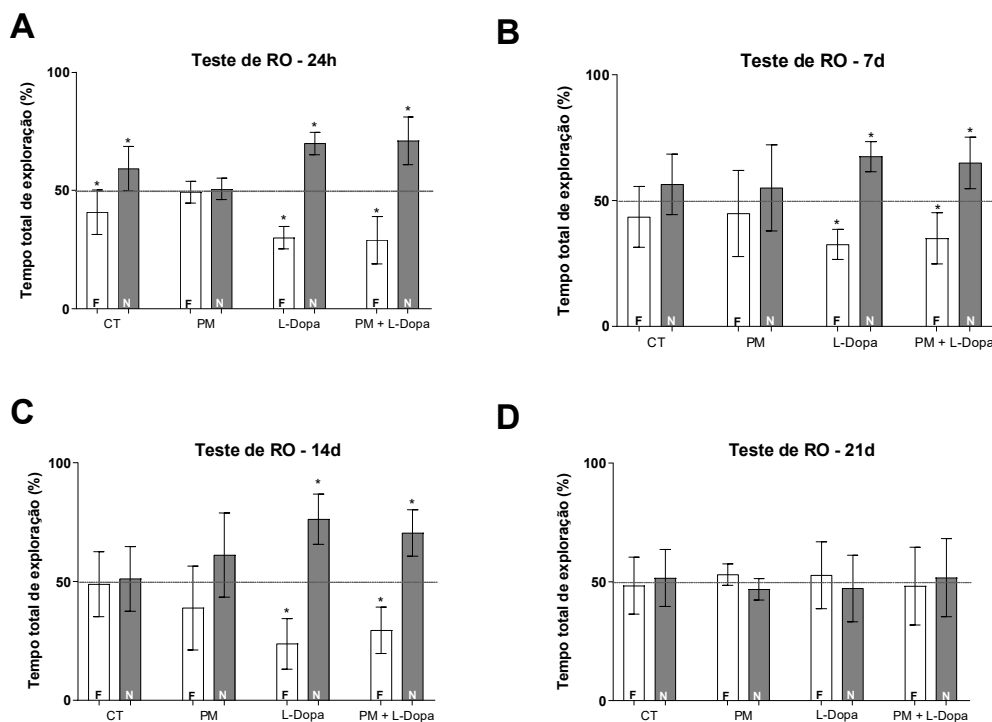 A
Teste de RO - 24h
Tempo total de exploração (%)
100
50
0
* * * * * *
F N F N F N F N
CT PM L-Dopa PM + L-Dopa
B
Teste de RO - 7d
Tempo total de exploração (%)
100
50
0
* * * *
F N F N F N F N
CT PM L-Dopa PM + L-Dopa
C
Teste de RO - 14d
Tempo total de exploração (%)
100
50
0
* * * *
F N F N F N F N
CT PM L-Dopa PM + L-Dopa
D
Teste de RO - 21d
Tempo total de exploração (%)
100
50
0
F N F N F N F N
CT PM L-Dopa PM + L-Dopa